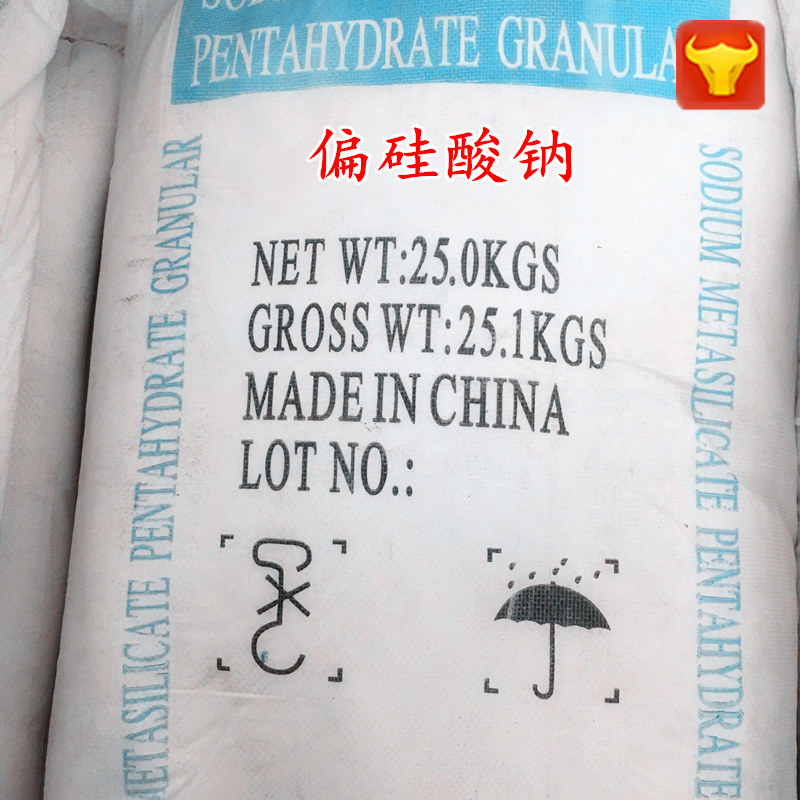 PENTAHYDRATE GRANULA
偏硅酸钠
NET WT:25.0KGS
GROSS WT:25.1KGS
MADE IN CHINA
LOT NO.:
METASILICATE PENTAHYDRATE GRANULAR
SODIUM METASILICATE PENTAHYDRATE